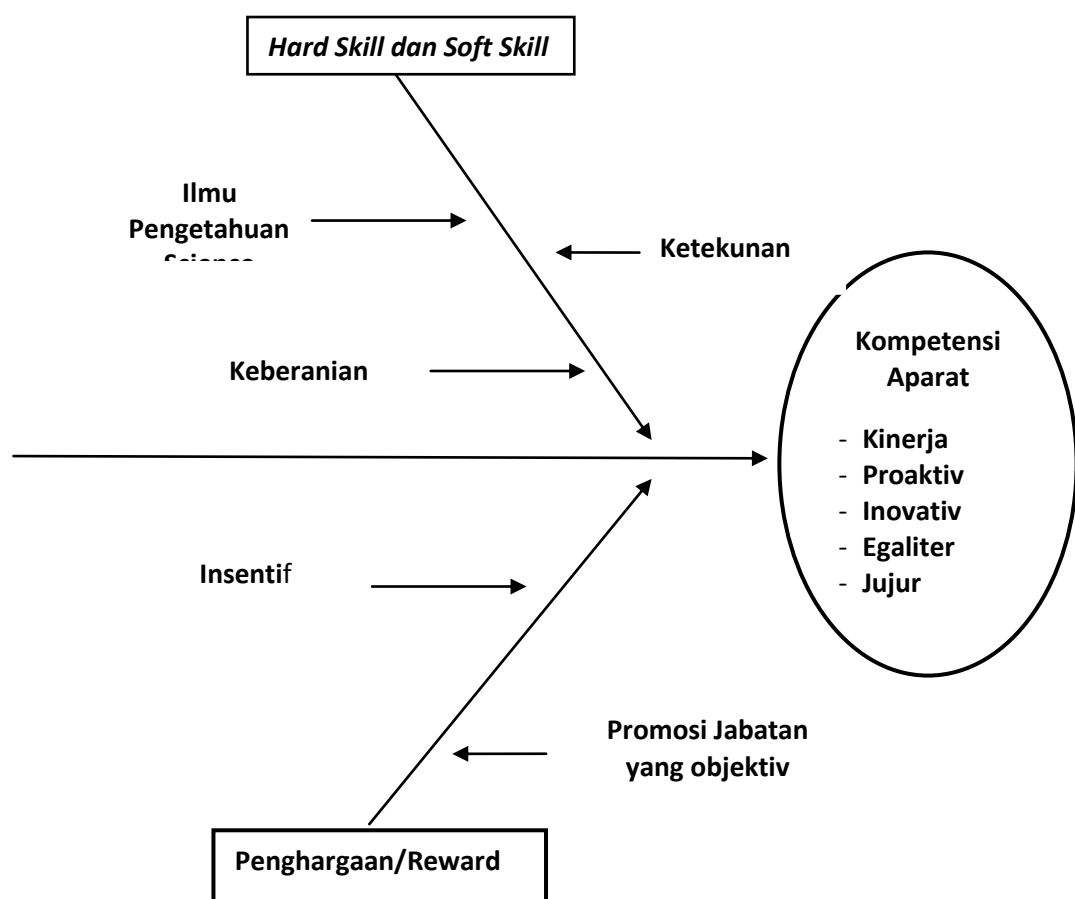 Hard Skill dan Soft Skill
Ilmu
Pengetahuan
Ketekunan
Keberanian
Kompetensi
Aparat
- Kinerja
- Proaktiv
- Inovativ
- Egaliter
- Jujur
Insentif
Promosi Jabatan
yang objektiv
Penghargaan/Reward